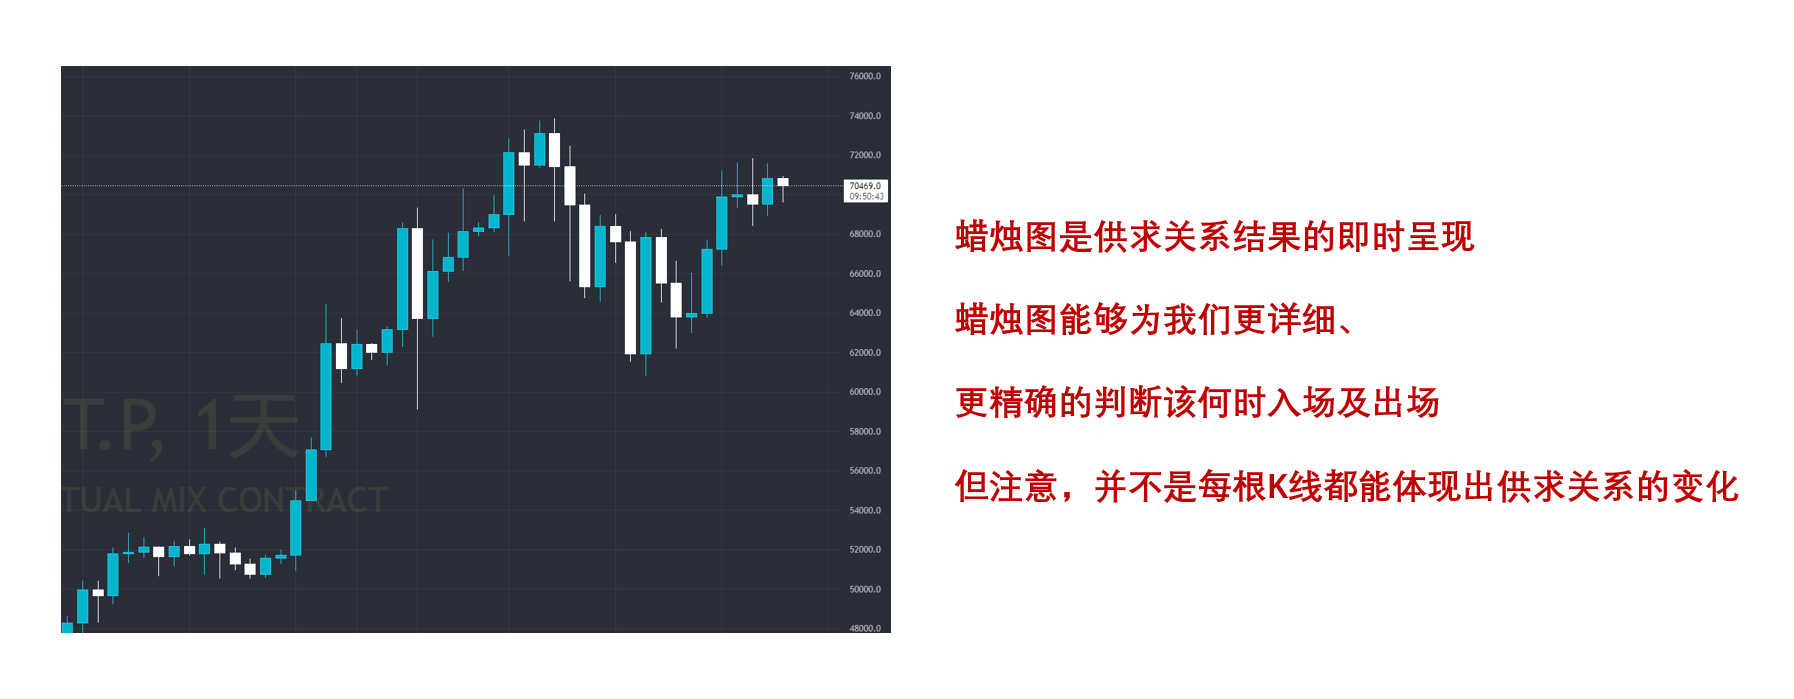 76000.0
74000.0
72000.0
70469.0
09:50:43
68000.0
66000.0
64000.0
62000.0
60000.0
58000.0
56000.0
54000.0
52000.0
50000.0
48000.0
T.P, 1天
TUAL MIX CONTRACT
蜡烛图是供求关系结果的即时呈现
蜡烛图能够为我们更详细、
更精确的判断该何时入场及出场
但注意，并不是每根K线都能体现出供求关系的变化